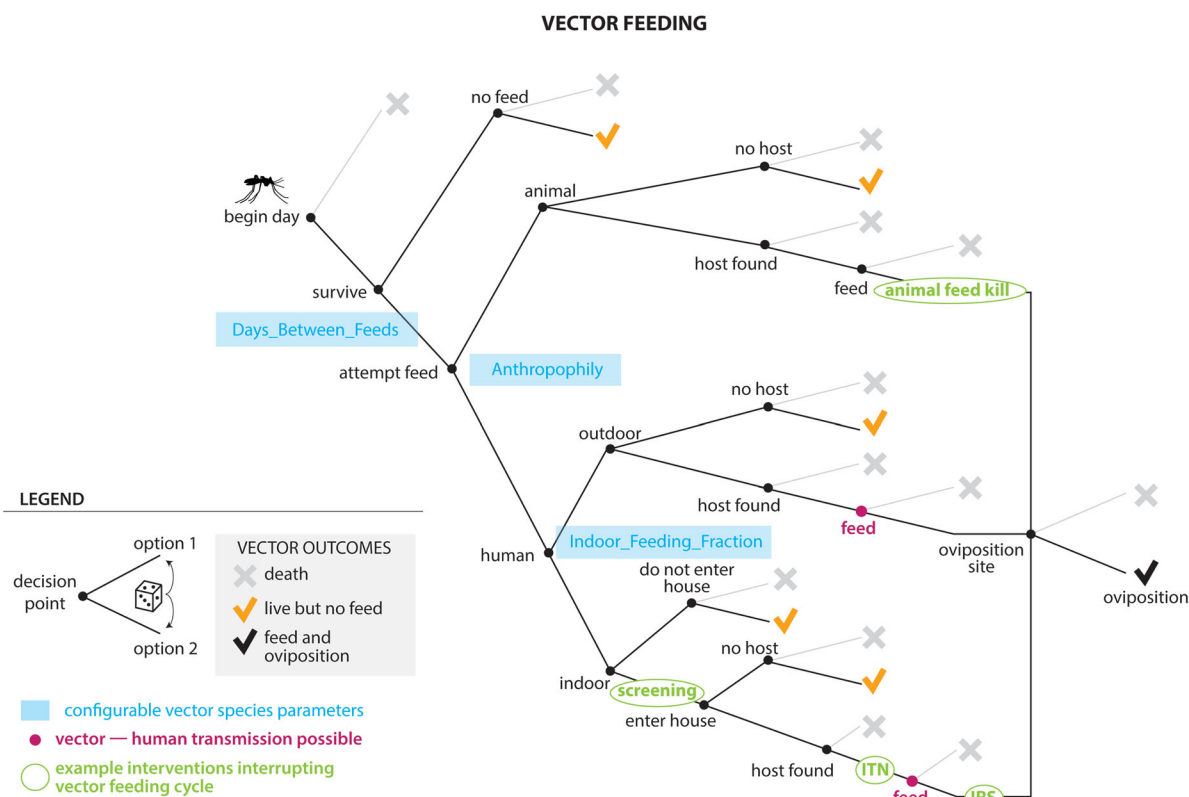 VECTOR FEEDING
no feed
no host
animal
begin day
host found
survive
feed
animal feed kill
Days_Between_Feeds
attempt feed
Anthropophily
no host
outdoor
host found
feed
human
Indoor_Feeding_Fraction
oviposition
site
oviposition
do not enter
house
no host
indoor
screening
enter house
host found
ITN
feed
IRS
LEGEND
option 1
decision
point
option 2
VECTOR OUTCOMES
death
live but no feed
feed and
oviposition
configurable vector species parameters
vector — human transmission possible
example interventions interrupting
vector feeding cycle